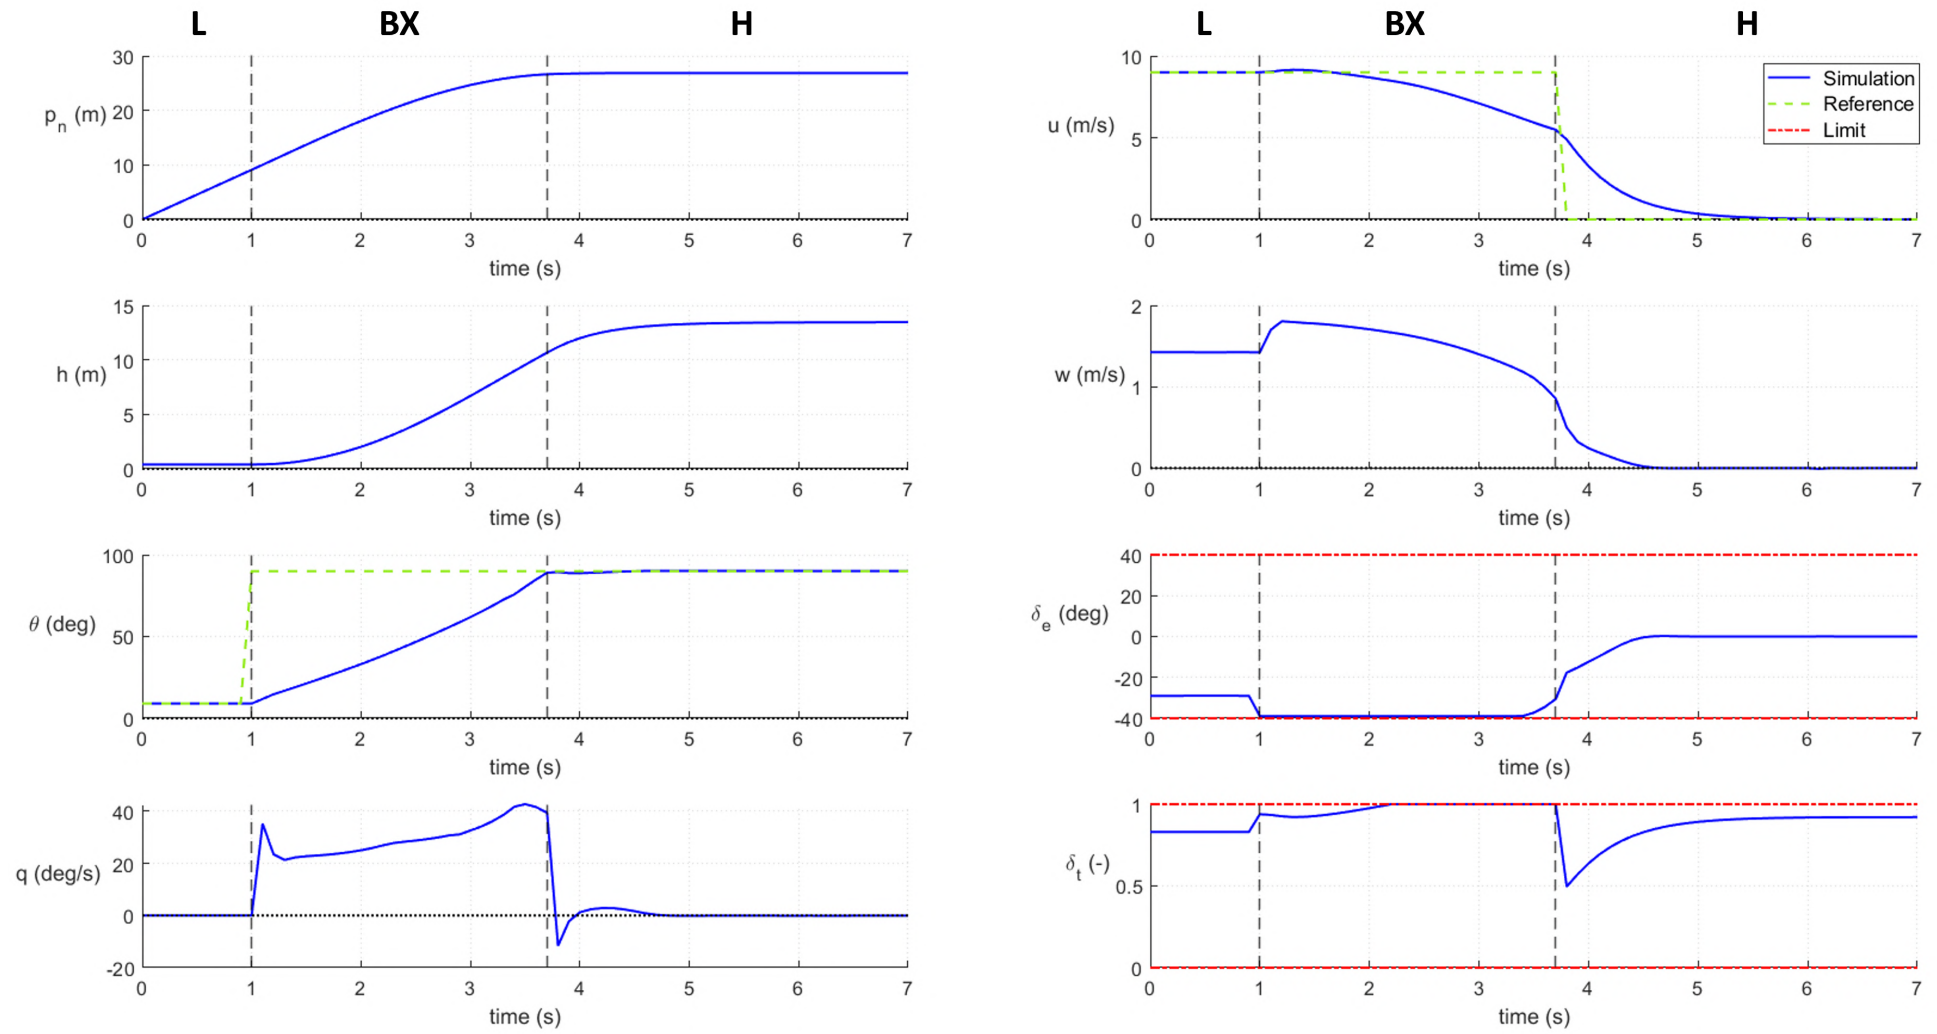 L BX H
30
20
10
0
p_n (m)
0 1 2 3 4 5 6 7
time (s)
15
10
5
0
h (m)
0 1 2 3 4 5 6 7
time (s)
100
50
0
θ (deg)
0 1 2 3 4 5 6 7
time (s)
40
20
0
-20
q (deg/s)
0 1 2 3 4 5 6 7
time (s)
L BX H
10
5
0
u (m/s)
Simulation
Reference
Limit
0 1 2 3 4 5 6 7
time (s)
2
1
0
w (m/s)
0 1 2 3 4 5 6 7
time (s)
40
20
0
-20
-40
δ_e (deg)
0 1 2 3 4 5 6 7
time (s)
1
0.5
0
δ_t (-)
0 1 2 3 4 5 6 7
time (s)